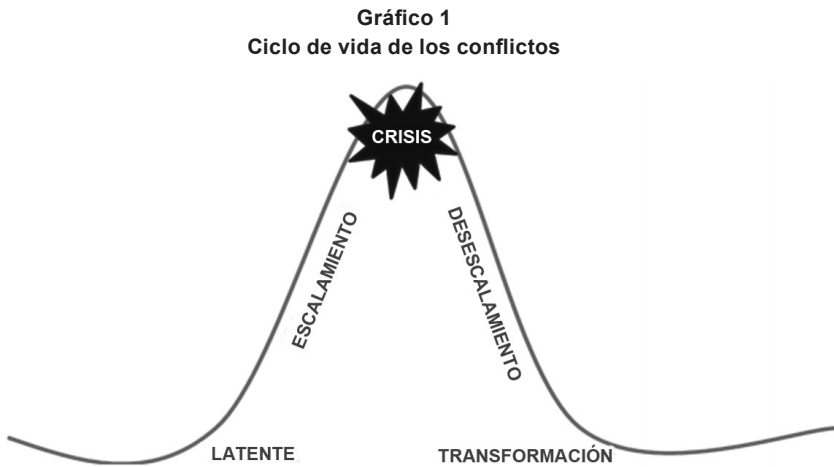 Gráfico 1
Ciclo de vida de los conflictos
CRISIS
ESCALAMIENTO
DESESCALAMIENTO
LATENTE
TRANSFORMACIÓN